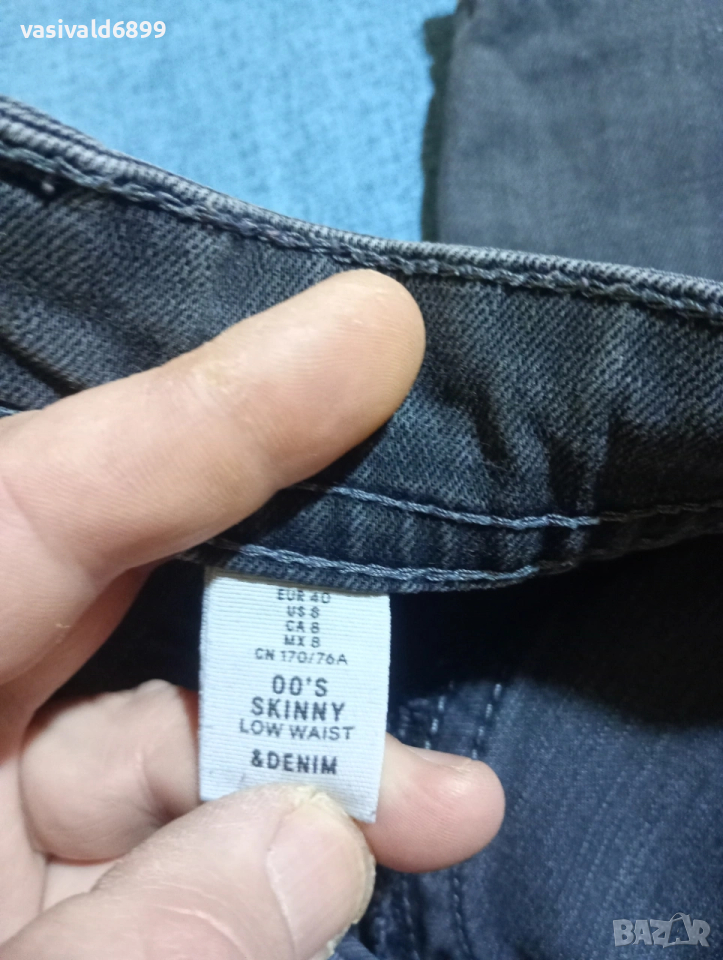 vasivald6899
EUR 40
US 8
CA 8
MX 8
CN 170/76A
00'S
SKINNY
LOW WAIST
&DENIM
BAZAR